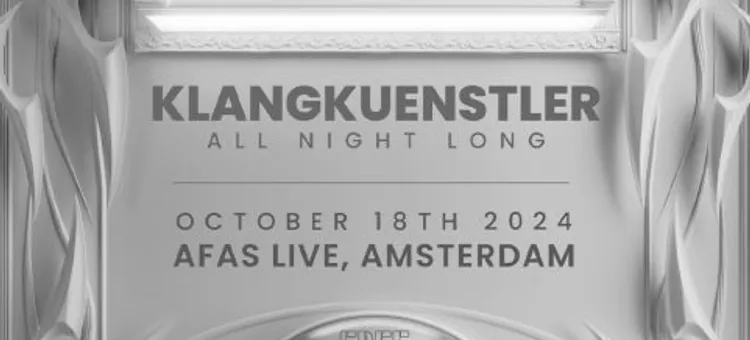 KLANGKUENSTLER
ALL NIGHT LONG
OCTOBER 18TH 2024
AFAS LIVE, AMSTERDAM